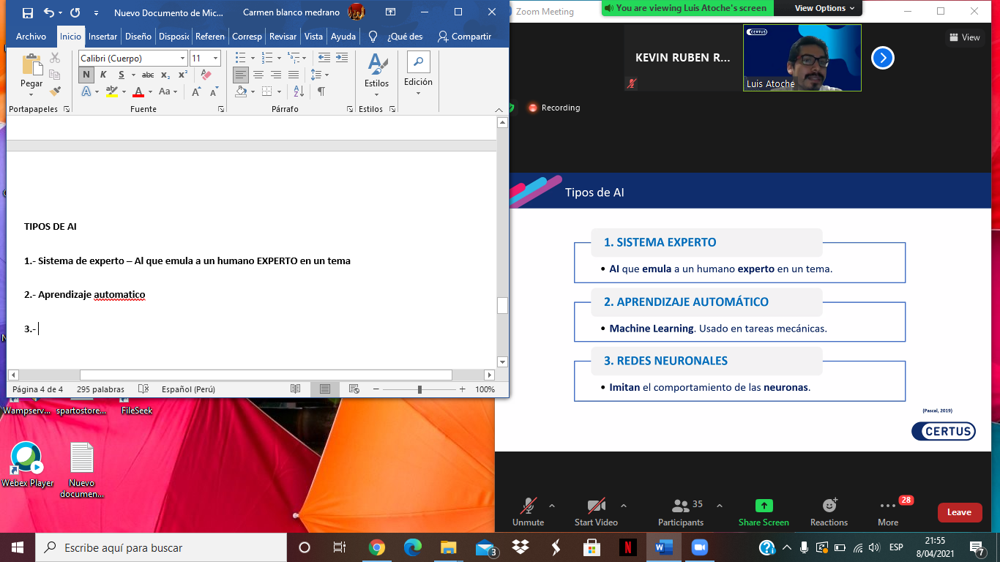 Nuevo Documento de Mic...
Carmen blanco medrano
Archivo Inicio Insertar Diseño Disposic Referen Corresp Revisar Vista Ayuda ¿Qué des Compartir
Pegar
Calibri (Cuerpo) 11
N K S abc x₂ x²
A ab A Aa A A
Estilos
Edición
Portapapeles Fuente Párrafo Estilos
TIPOS DE AI
1.- Sistema de experto – Al que emula a un humano EXPERTO en un tema
2.- Aprendizaje automatico
3.-
Página 4 de 4 295 palabras Español (Perú) 100%
Wampserv... spartostore... FileSeek
Webex Player
Nuevo
documen...
Zoom Meeting
You are viewing Luis Atoche's screen
View Options
KEVIN RUBEN R...
CERTUS
Luis Atoche
View
Recording
Tipos de AI
1. SISTEMA EXPERTO
• AI que emula a un humano experto en un tema.
2. APRENDIZAJE AUTOMÁTICO
• Machine Learning. Usado en tareas mecánicas.
3. REDES NEURONALES
• Imitan el comportamiento de las neuronas.
(Pascal, 2019)
CERTUS
Unmute Start Video Participants 35 Share Screen Reactions More 28 Leave
Escribe aquí para buscar
3
ESP
21:55
8/04/2021
7